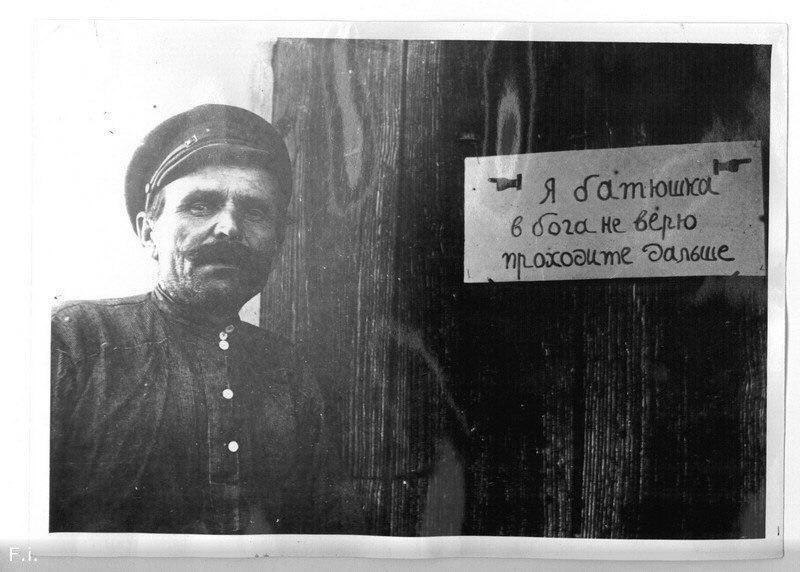 Я батюшка
в бога не верю
проходите дальше
F.i.